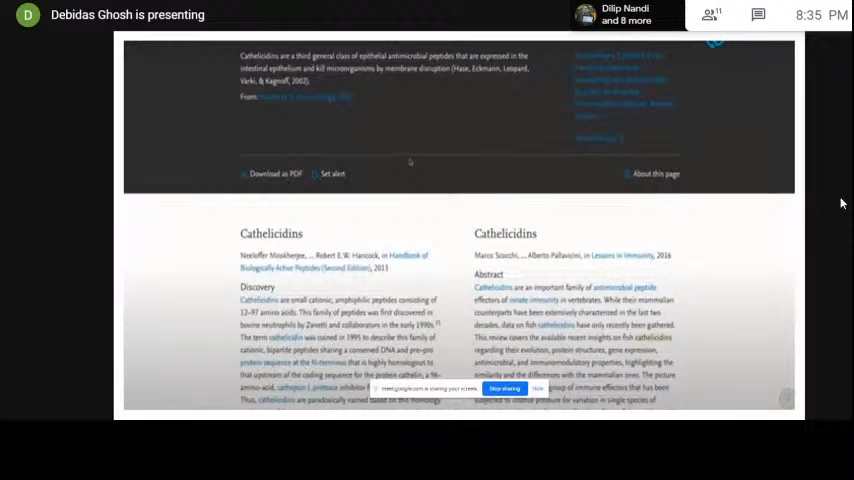 D Debidas Ghosh is presenting
Dilip Nandi
and 8 more
11
8:35 PM
Cathelicidins are a third general class of epithelial antimicrobial peptides that are expressed in the
intestinal epithelium and kill microorganisms by membrane disruption (Hase, Eckmann, Leopard,
Varki, & Kagnoff, 2002).
From:
Download as PDF
Set alert
About this page
Cathelicidins
Neeloffer Mookherjee, ... Robert E.W. Hancock, in Handbook of
Biologically Active Peptides (Second Edition), 2013
Discovery
Cathelicidins are small cationic, amphiphilic peptides consisting of
12–97 amino acids. This family of peptides was first discovered in
bovine neutrophils by Zanetti and collaborators in the early 1990s.
The term cathelicidin was coined in 1995 to describe this family of
cationic, bipartite peptides sharing a conserved DNA and pre-pro
protein sequence at the N-terminus that is highly homologous to
that upstream of the coding sequence for the protein cathelin, a 96-
amino-acid, cathepsin L protease inhibitor
Thus, cathelicidins are paradoxically named based on this homology
Cathelicidins
Marco Scocchi, ... Alberto Pallavicini, in Lessons in Immunity, 2016
Abstract
Cathelicidins are an important family of antimicrobial peptide
effectors of innate immunity in vertebrates. While their mammalian
counterparts have been extensively characterized in the last two
decades, data on fish cathelicidins have only recently been gathered.
This review covers the available recent insights on fish cathelicidins
regarding their evolution, protein structures, gene expression,
antimicrobial, and immunomodulatory properties, highlighting the
similarity and the differences with the mammalian ones. The picture
group of immune effectors that has been
subjected to intense pressure for variation in single species of
meet.google.com is sharing your screen.
Stop sharing
Hide